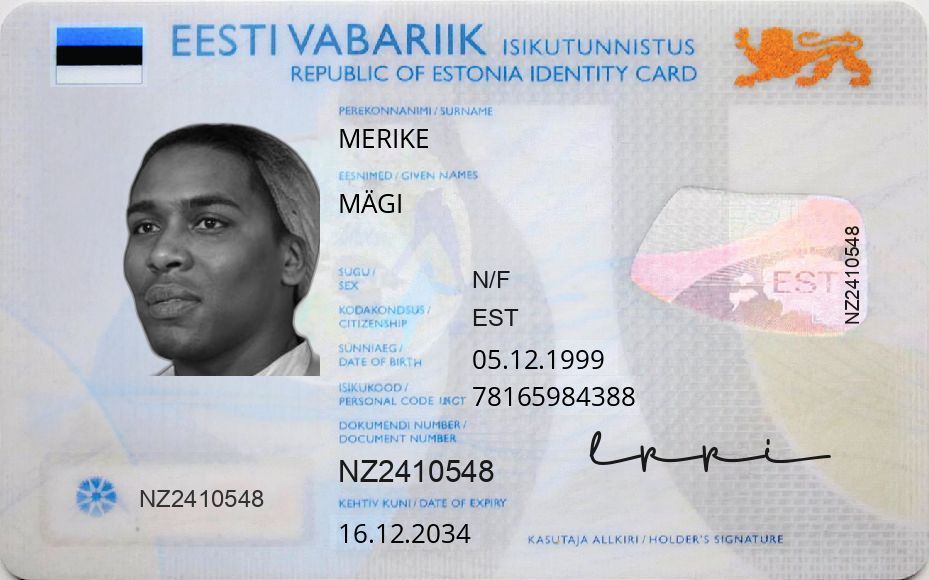 EESTI VABARIIK ISIKUTUNNISTUS
REPUBLIC OF ESTONIA IDENTITY CARD
PEREKONNANIMI / SURNAME
MERIKE
EESNIMED / GIVEN NAMES
MÄGI
SUGU / SEX
N/F
KODAKONDSUS / CITIZENSHIP
EST
SÜNNIAEG / DATE OF BIRTH
05.12.1999
ISIKUKOOD / PERSONAL CODE
78165984388
DOKUMENDI NUMBER / DOCUMENT NUMBER
NZ2410548
KEHTIV KUNI / DATE OF EXPIRY
16.12.2034
NZ2410548
EST
NZ2410548
KASUTAJA ALLKIRI / HOLDER'S SIGNATURE